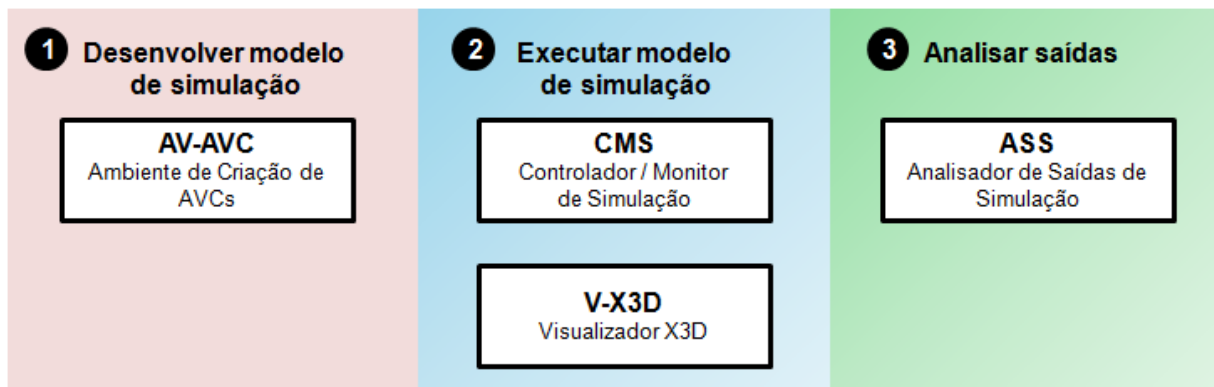 1 Desenvolver modelo
de simulação
AV-AVC
Ambiente de Criação de
AVCs
2 Executar modelo
de simulação
CMS
Controlador / Monitor
de Simulação
V-X3D
Visualizador X3D
3 Analisar saídas
ASS
Analisador de Saídas de
Simulação